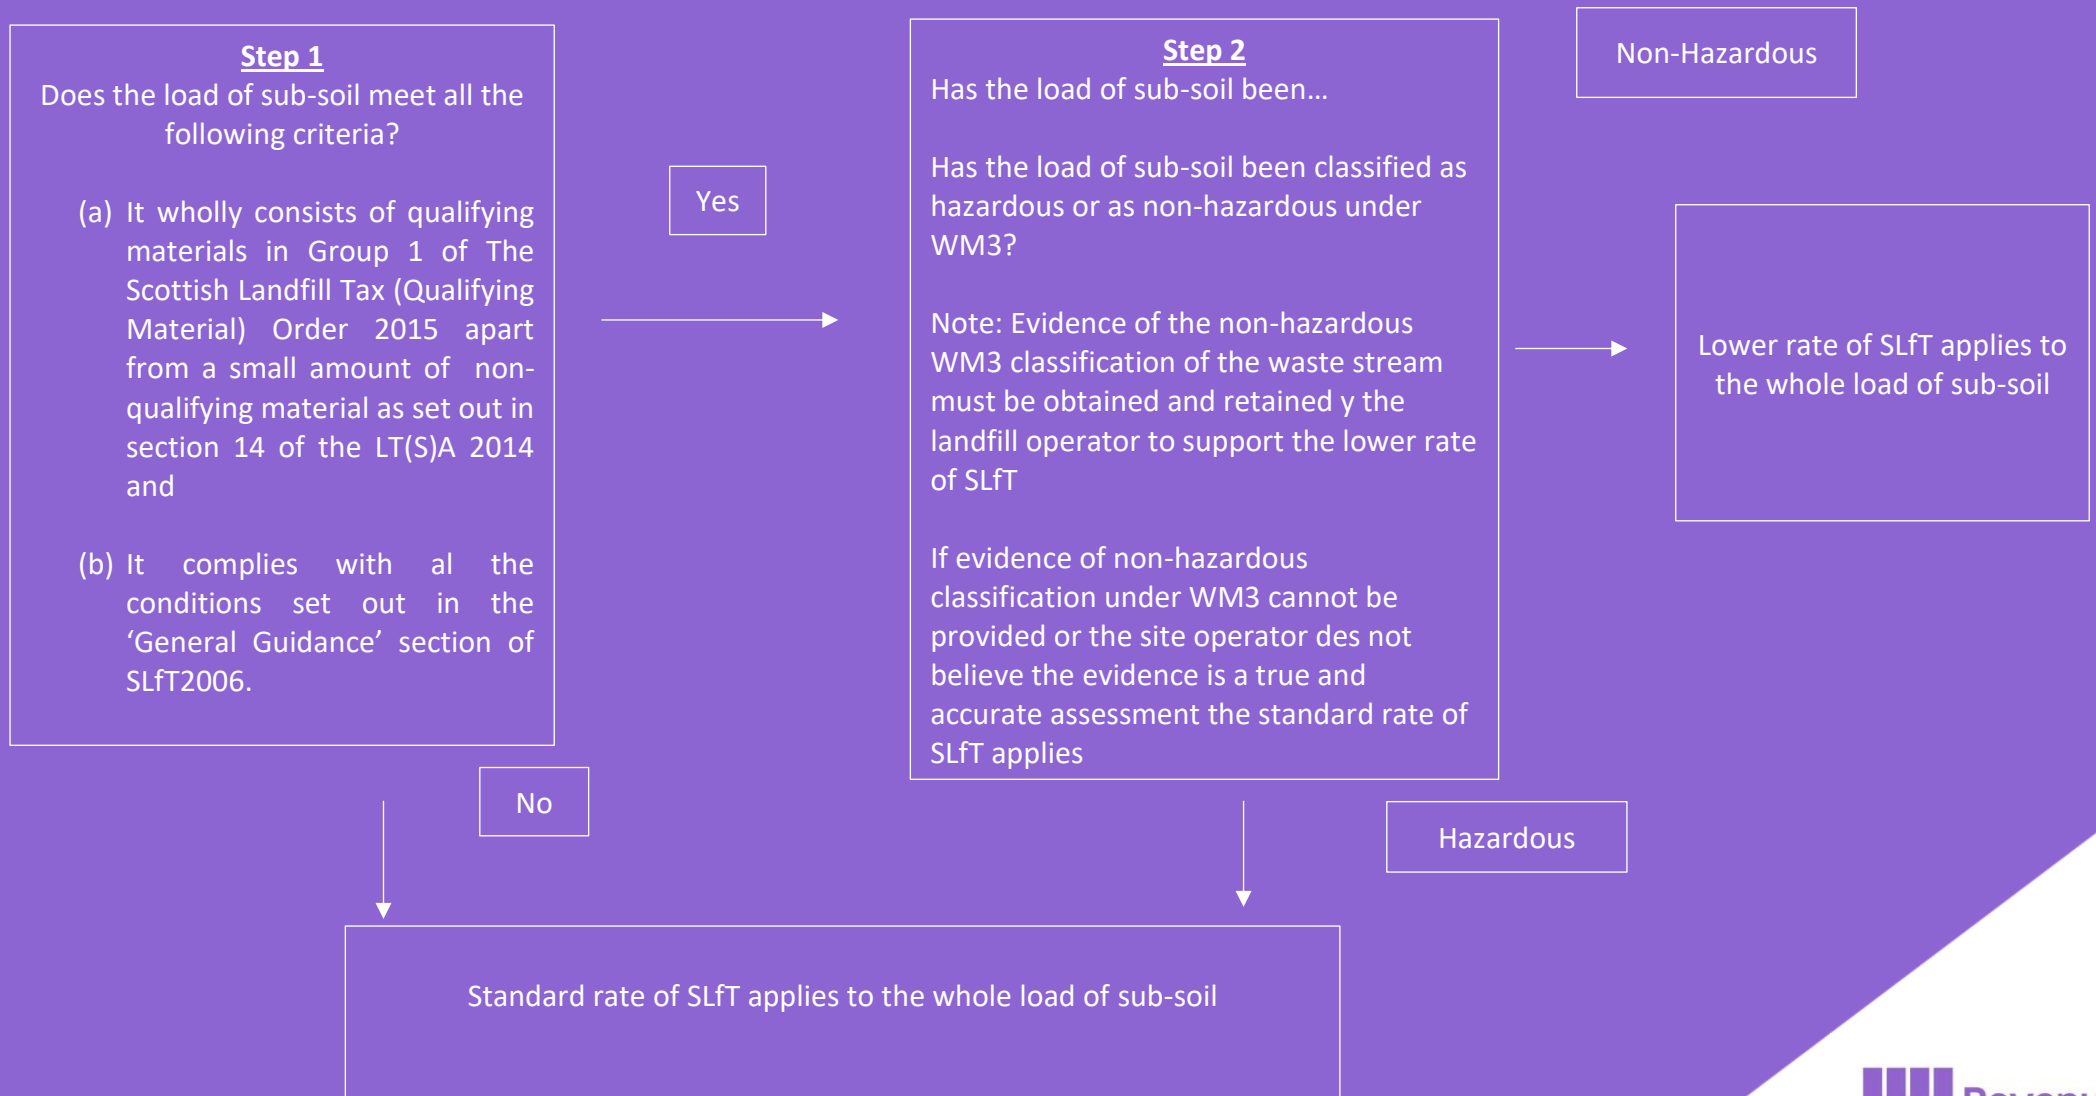 Step 1
Does the load of sub-soil meet all the
following criteria?
(a) It wholly consists of qualifying
materials in Group 1 of The
Scottish Landfill Tax (Qualifying
Material) Order 2015 apart
from a small amount of non-
qualifying material as set out in
section 14 of the LT(S)A 2014
and
(b) It complies with al the
conditions set out in the
‘General Guidance’ section of
SLfT2006.
Yes
No
Step 2
Has the load of sub-soil been...
Has the load of sub-soil been classified as
hazardous or as non-hazardous under
WM3?
Note: Evidence of the non-hazardous
WM3 classification of the waste stream
must be obtained and retained y the
landfill operator to support the lower rate
of SLfT
If evidence of non-hazardous
classification under WM3 cannot be
provided or the site operator des not
believe the evidence is a true and
accurate assessment the standard rate of
SLfT applies
Non-Hazardous
Lower rate of SLfT applies to
the whole load of sub-soil
Hazardous
Standard rate of SLfT applies to the whole load of sub-soil